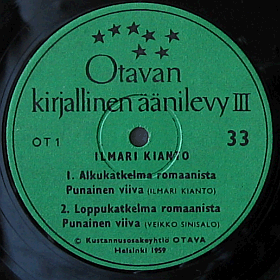 Otavan
kirjallinen äänilevy III
OT 1 33
ILMARI KIANTO
1. Alkukatkelma romaanista
Punainen viiva (ILMARI KIANTO)
2. Loppukatkelma romaanista
Punainen viiva (VEIKKO SINISALO)
© Kustannusosakeyhtiö OTAVA
Helsinki 1959